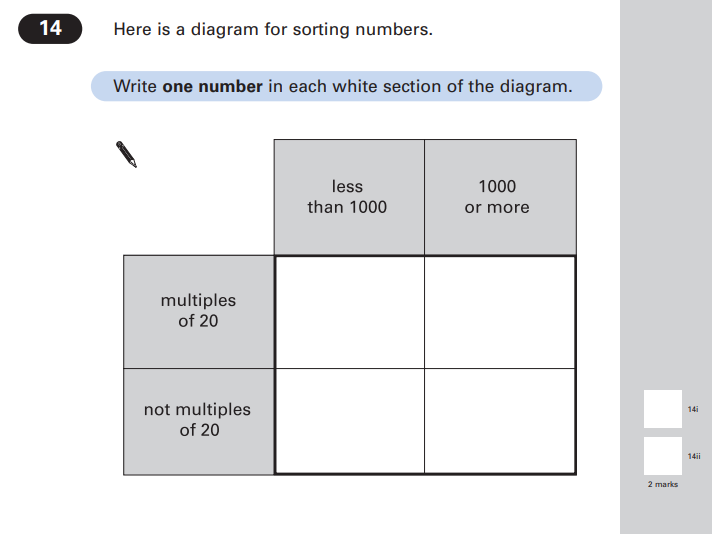 14
Here is a diagram for sorting numbers.
Write one number in each white section of the diagram.
less
than 1000
1000
or more
multiples
of 20
not multiples
of 20
14i
14ii
2 marks